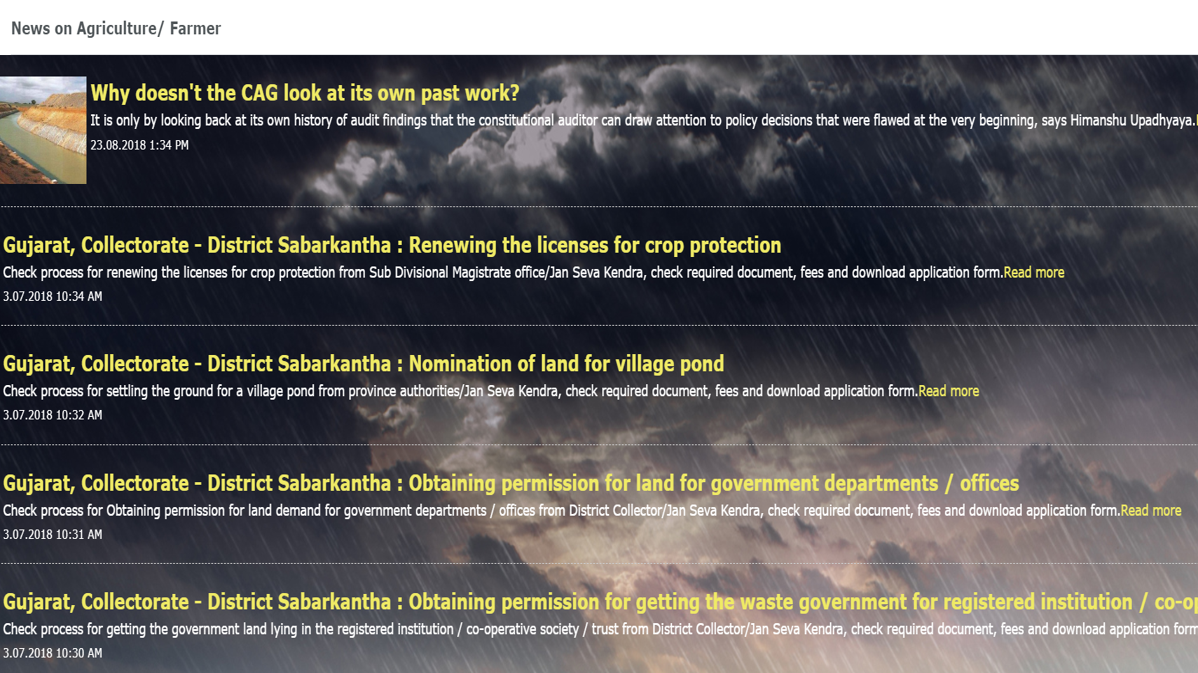 News on Agriculture/ Farmer
Why doesn't the CAG look at its own past work?
It is only by looking back at its own history of audit findings that the constitutional auditor can draw attention to policy decisions that were flawed at the very beginning, says Himanshu Upadhyaya.
23.08.2018 1:34 PM
Gujarat, Collectorate - District Sabarkantha : Renewing the licenses for crop protection
Check process for renewing the licenses for crop protection from Sub Divisional Magistrate office/Jan Seva Kendra, check required document, fees and download application form.Read more
3.07.2018 10:34 AM
Gujarat, Collectorate - District Sabarkantha : Nomination of land for village pond
Check process for settling the ground for a village pond from province authorities/Jan Seva Kendra, check required document, fees and download application form.Read more
3.07.2018 10:32 AM
Gujarat, Collectorate - District Sabarkantha : Obtaining permission for land for government departments / offices
Check process for Obtaining permission for land demand for government departments / offices from District Collector/Jan Seva Kendra, check required document, fees and download application form.Read more
3.07.2018 10:31 AM
Gujarat, Collectorate - District Sabarkantha : Obtaining permission for getting the waste government for registered institution /
Check process for getting the government land lying in the registered institution / co-operative society / trust from District Collector/Jan Seva Kendra, check required document, fees and download application form
3.07.2018 10:30 AM